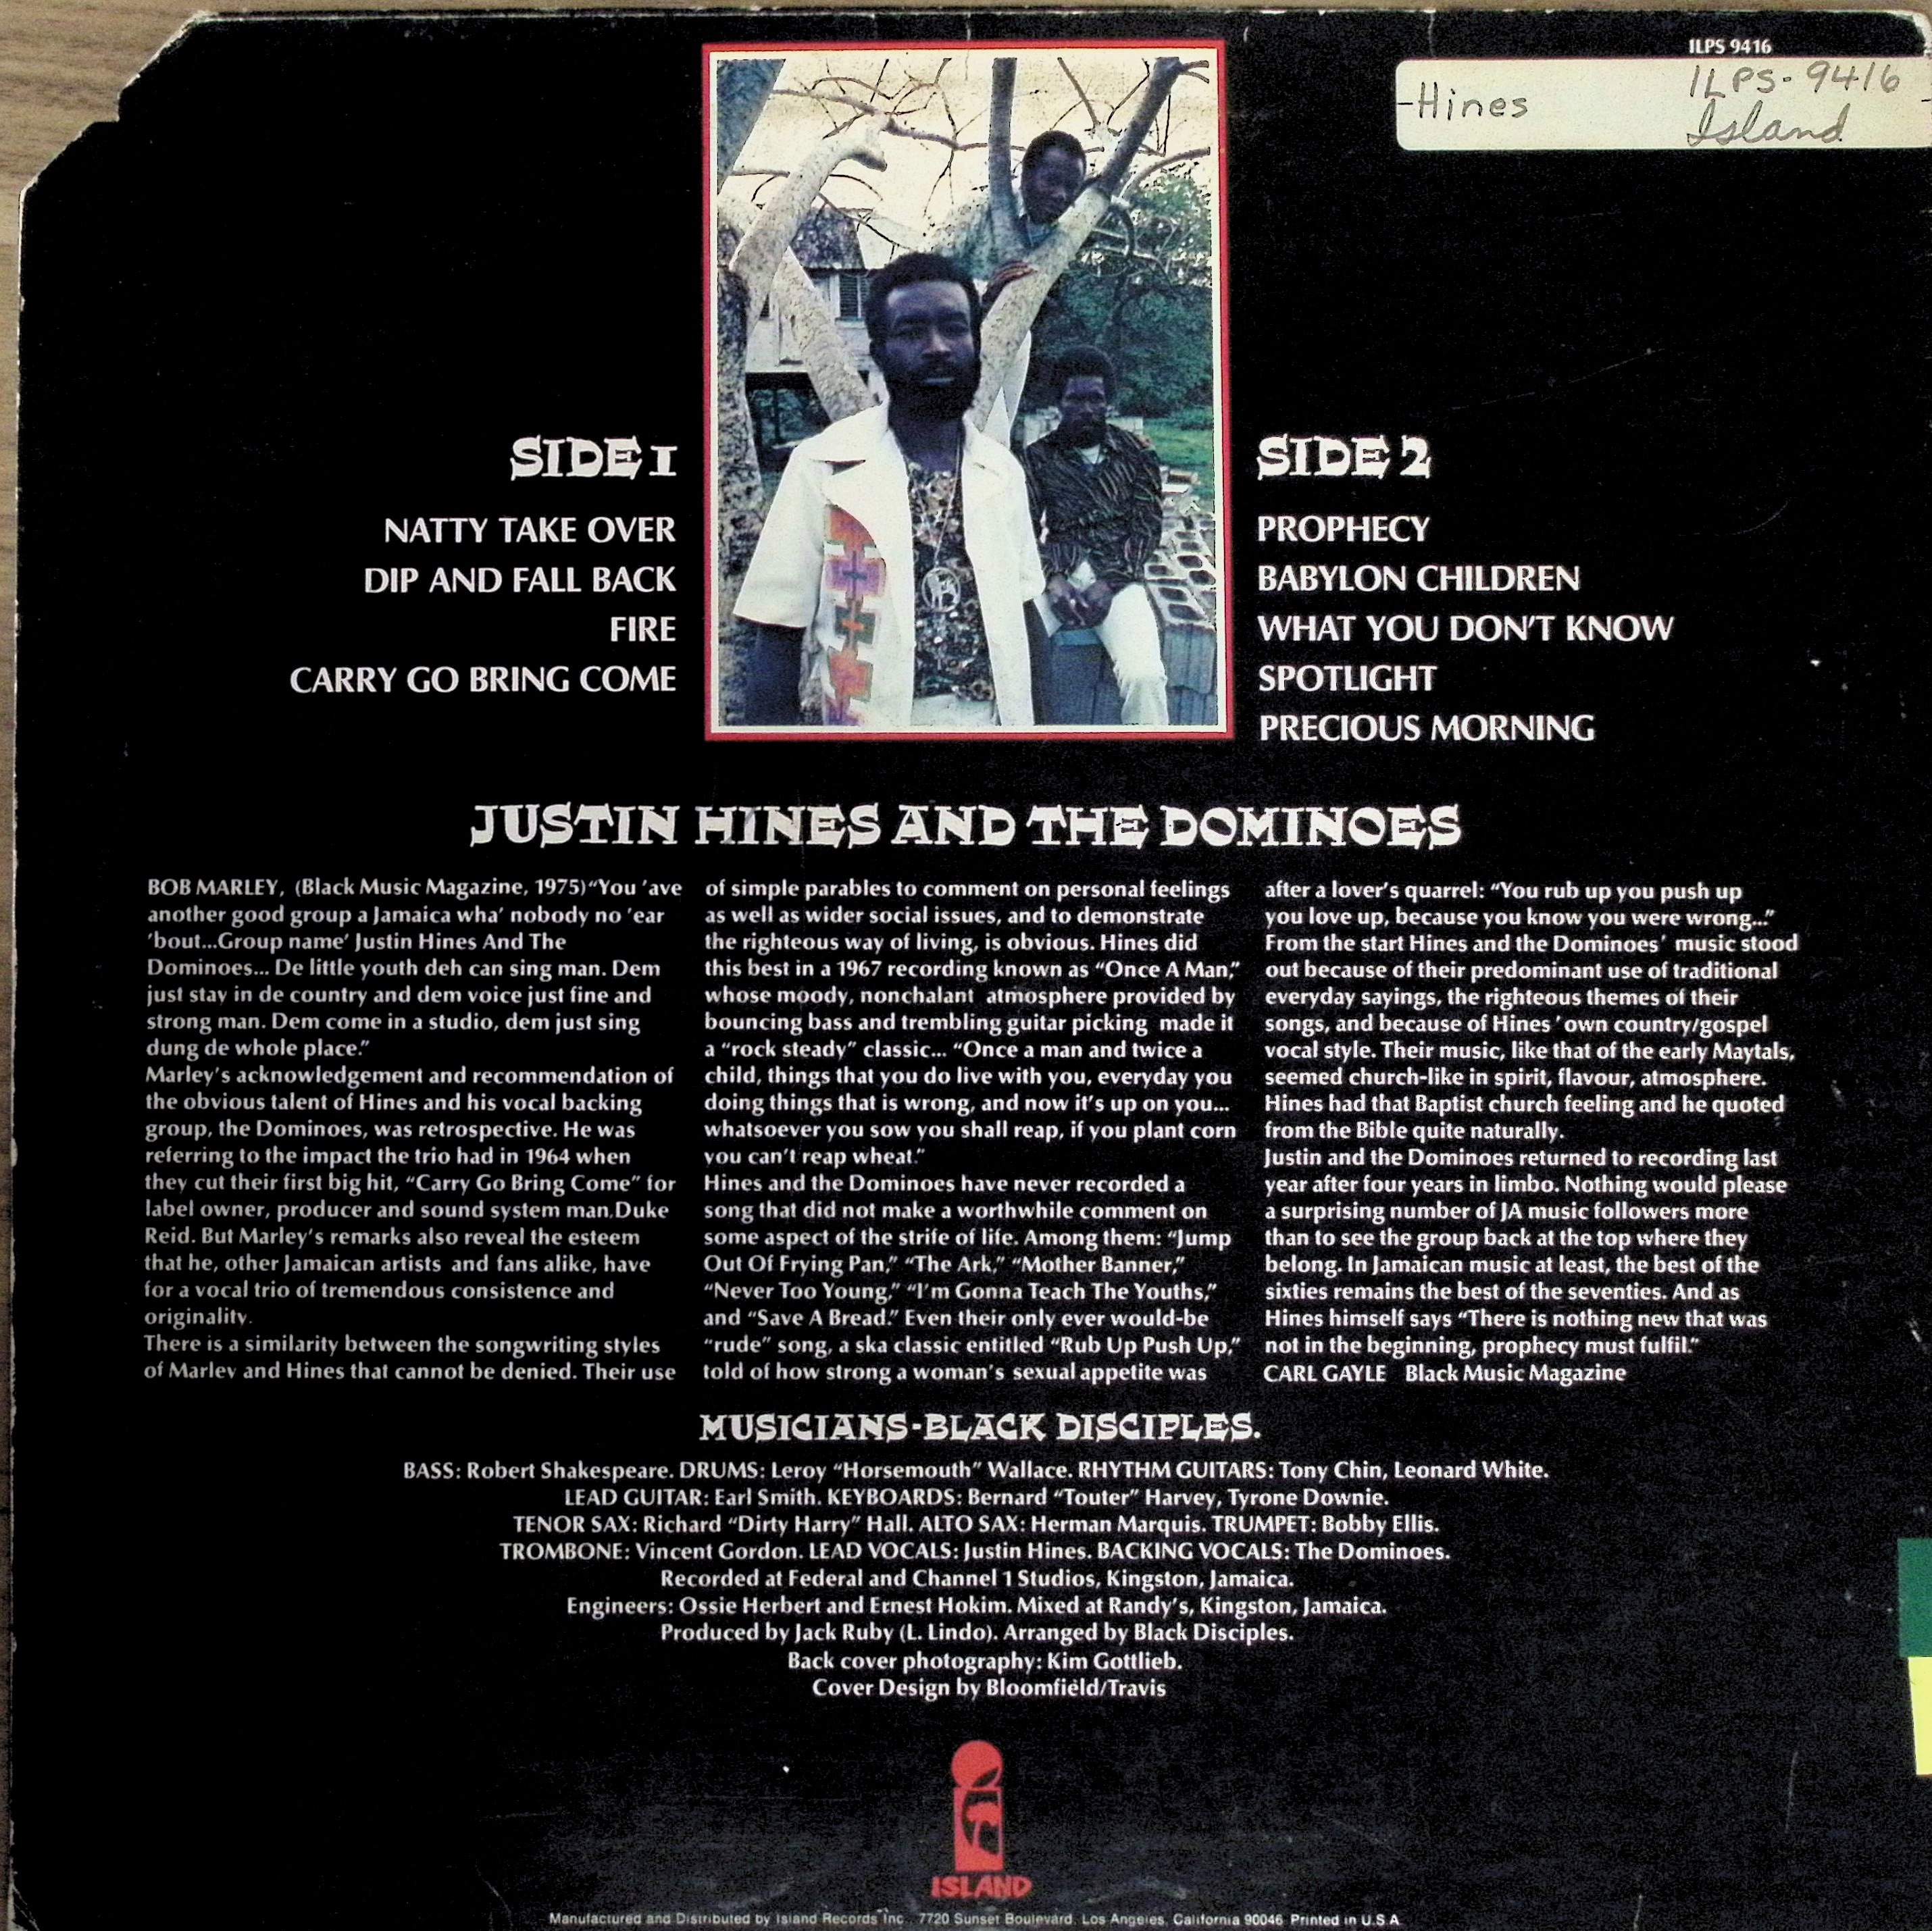 ILPS 9416
-Hines
ILPS-9416
Island
SIDE 1
NATTY TAKE OVER
DIP AND FALL BACK
FIRE
CARRY GO BRING COME
SIDE 2
PROPHECY
BABYLON CHILDREN
WHAT YOU DON'T KNOW
SPOTLIGHT
PRECIOUS MORNING
JUSTIN HINES AND THE DOMINOES
BOB MARLEY, (Black Music Magazine, 1975) “You 'ave
another good group a Jamaica wha' nobody no 'ear
'bout...Group name' Justin Hines And The
Dominoes... De little youth deh can sing man. Dem
just stay in de country and dem voice just fine and
strong man. Dem come in a studio, dem just sing
dung de whole place.”
Marley's acknowledgement and recommendation of
the obvious talent of Hines and his vocal backing
group, the Dominoes, was retrospective. He was
referring to the impact the trio had in 1964 when
they cut their first big hit, “Carry Go Bring Come” for
label owner, producer and sound system man, Duke
Reid. But Marley's remarks also reveal the esteem
that he, other Jamaican artists and fans alike, have
for a vocal trio of tremendous consistence and
originality.
There is a similarity between the songwriting styles
of Marley and Hines that cannot be denied. Their use
of simple parables to comment on personal feelings
as well as wider social issues, and to demonstrate
the righteous way of living, is obvious. Hines did
this best in a 1967 recording known as “Once A Man,”
whose moody, nonchalant atmosphere provided by
bouncing bass and trembling guitar picking made it
a “rock steady” classic... “Once a man and twice a
child, things that you do live with you, everyday you
doing things that is wrong, and now it's up on you...
whatsoever you sow you shall reap, if you plant corn
you can't reap wheat.”
Hines and the Dominoes have never recorded a
song that did not make a worthwhile comment on
some aspect of the strife of life. Among them: “Jump
Out Of Frying Pan,” “The Ark,” “Mother Banner,”
“Never Too Young,” “I'm Gonna Teach The Youths,”
and “Save A Bread.” Even their only ever would-be
“rude” song, a ska classic entitled “Rub Up Push Up,”
told of how strong a woman's sexual appetite was
after a lover's quarrel: “You rub up you push up
you love up, because you know you were wrong...”
From the start Hines and the Dominoes' music stood
out because of their predominant use of traditional
everyday sayings, the righteous themes of their
songs, and because of Hines' own country/gospel
vocal style. Their music, like that of the early Maytals,
seemed church-like in spirit, flavour, atmosphere.
Hines had that Baptist church feeling and he quoted
from the Bible quite naturally.
Justin and the Dominoes returned to recording last
year after four years in limbo. Nothing would please
a surprising number of JA music followers more
than to see the group back at the top where they
belong. In Jamaican music at least, the best of the
sixties remains the best of the seventies. And as
Hines himself says “There is nothing new that was
not in the beginning, prophecy must fulfil.”
CARL GAYLE Black Music Magazine
MUSICIANS-BLACK DISCIPLES.
BASS: Robert Shakespeare. DRUMS: Leroy “Horsemouth” Wallace. RHYTHM GUITARS: Tony Chin, Leonard White.
LEAD GUITAR: Earl Smith. KEYBOARDS: Bernard “Touter” Harvey, Tyrone Downie.
TENOR SAX: Richard “Dirty Harry” Hall. ALTO SAX: Herman Marquis. TRUMPET: Bobby Ellis.
TROMBONE: Vincent Gordon. LEAD VOCALS: Justin Hines. BACKING VOCALS: The Dominoes.
Recorded at Federal and Channel 1 Studios, Kingston, Jamaica.
Engineers: Ossie Herbert and Ernest Hokim. Mixed at Randy's, Kingston, Jamaica.
Produced by Jack Ruby (L. Lindo). Arranged by Black Disciples.
Back cover photography: Kim Gottlieb.
Cover Design by Bloomfield/Travis
ISLAND
Manufactured and Distributed by Island Records Inc., 7720 Sunset Boulevard, Los Angeles, California 90046 Printed in U.S.A.